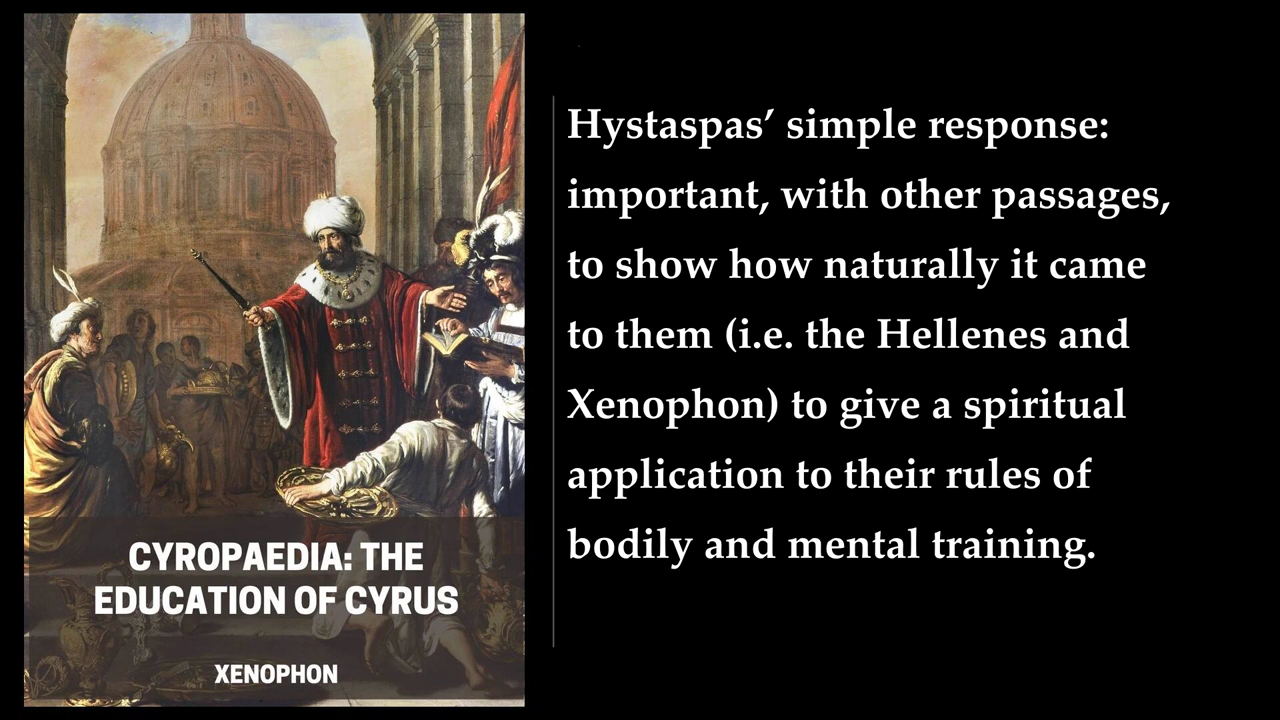 CYROPAEDIA: THE
EDUCATION OF CYRUS
XENOPHON
Hystaspas’ simple response:
important, with other passages,
to show how naturally it came
to them (i.e. the Hellenes and
Xenophon) to give a spiritual
application to their rules of
bodily and mental training.